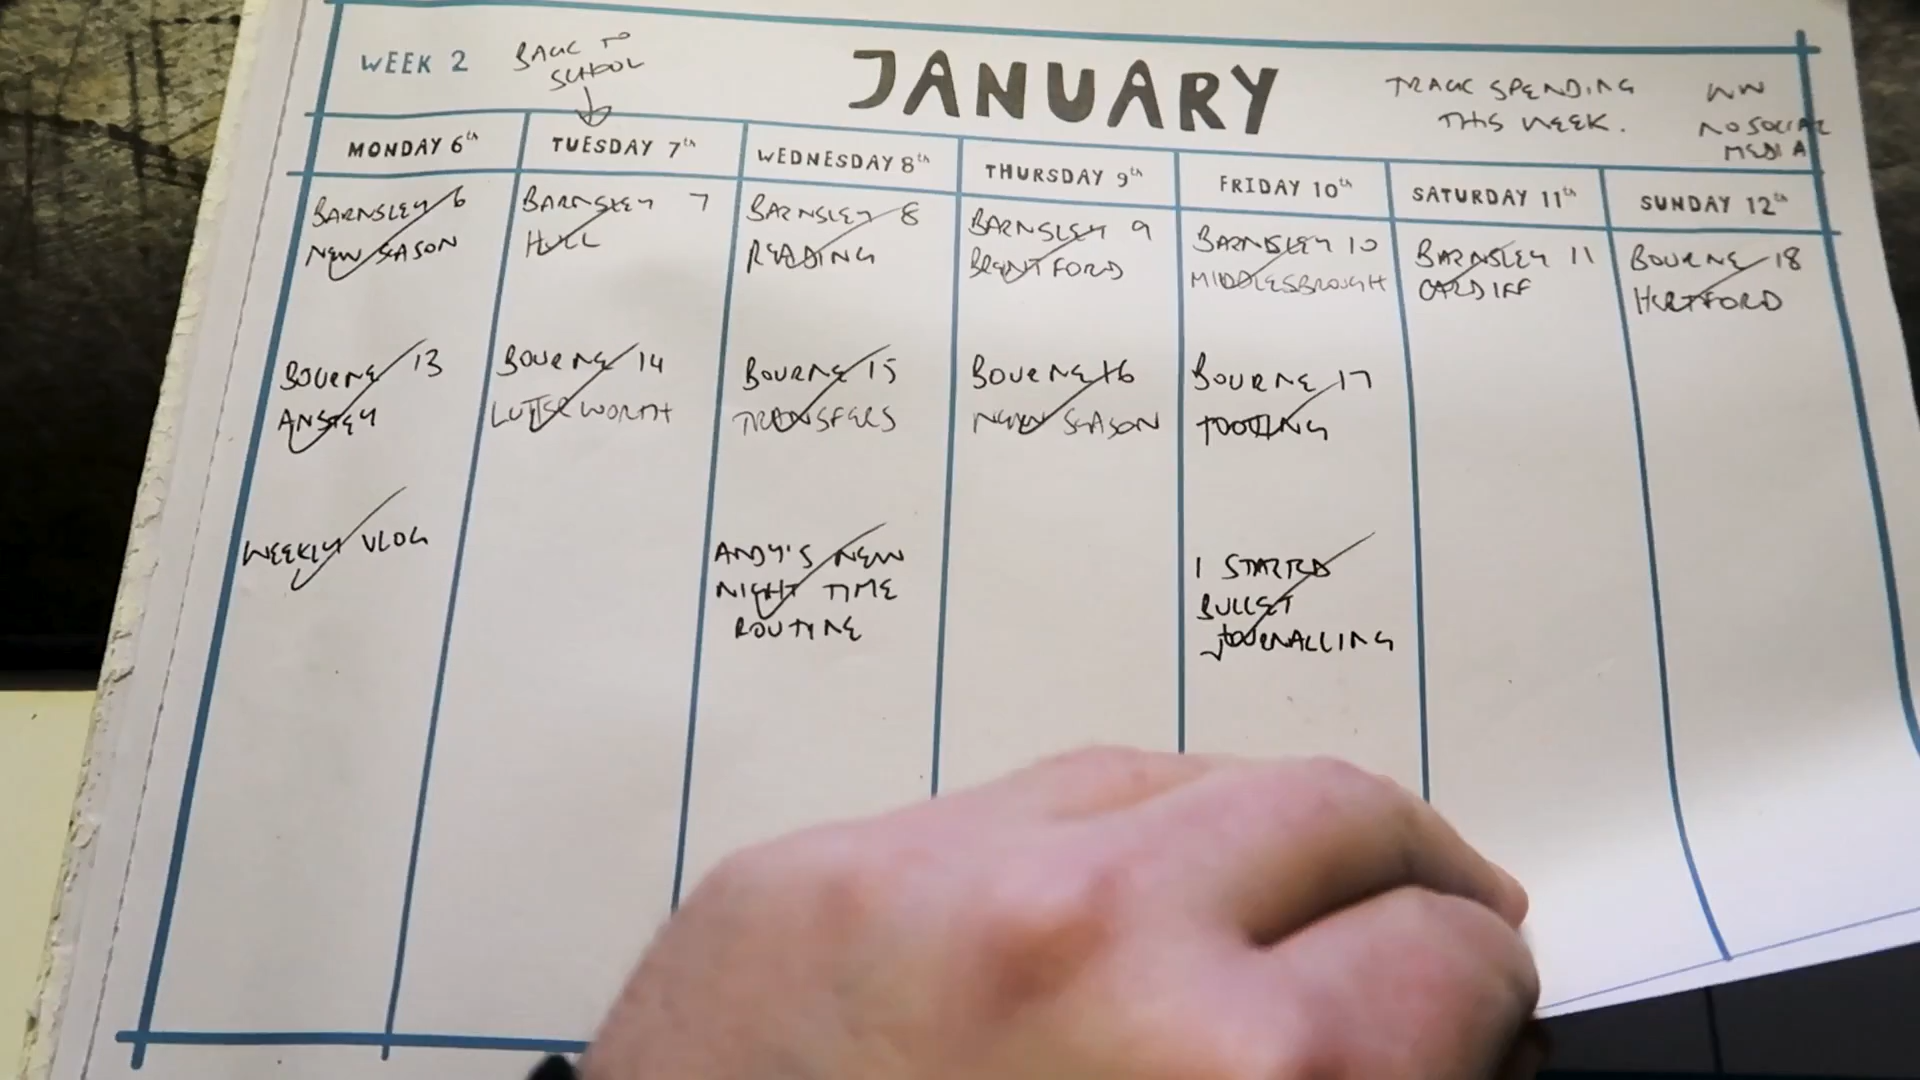 WEEK 2
BACK TO
SCHOOL
JANUARY
TRACK SPENDING
THIS WEEK.
WW
NO SOCIAL
MEDIA
MONDAY 6th
TUESDAY 7th
WEDNESDAY 8th
THURSDAY 9th
FRIDAY 10th
SATURDAY 11th
SUNDAY 12th
BARNSLEY 6
NEW SEASON
BARNSLEY 7
HULL
BARNSLEY 8
READING
BARNSLEY 9
BRENTFORD
BARNSLEY 10
MIDDLESBROUGH
BARNSLEY 11
CARDIFF
BOURNE 18
HERTFORD
BOURNE 13
ANSTEY
BOURNE 14
LUTTERWORTH
BOURNE 15
TRANSFERS
BOURNE 16
NEW SEASON
BOURNE 17
TOOTING
WEEKLY VLOG
ANDY'S NEW
NIGHT TIME
ROUTINE
I STARTED
BULLET
JOURNALLING